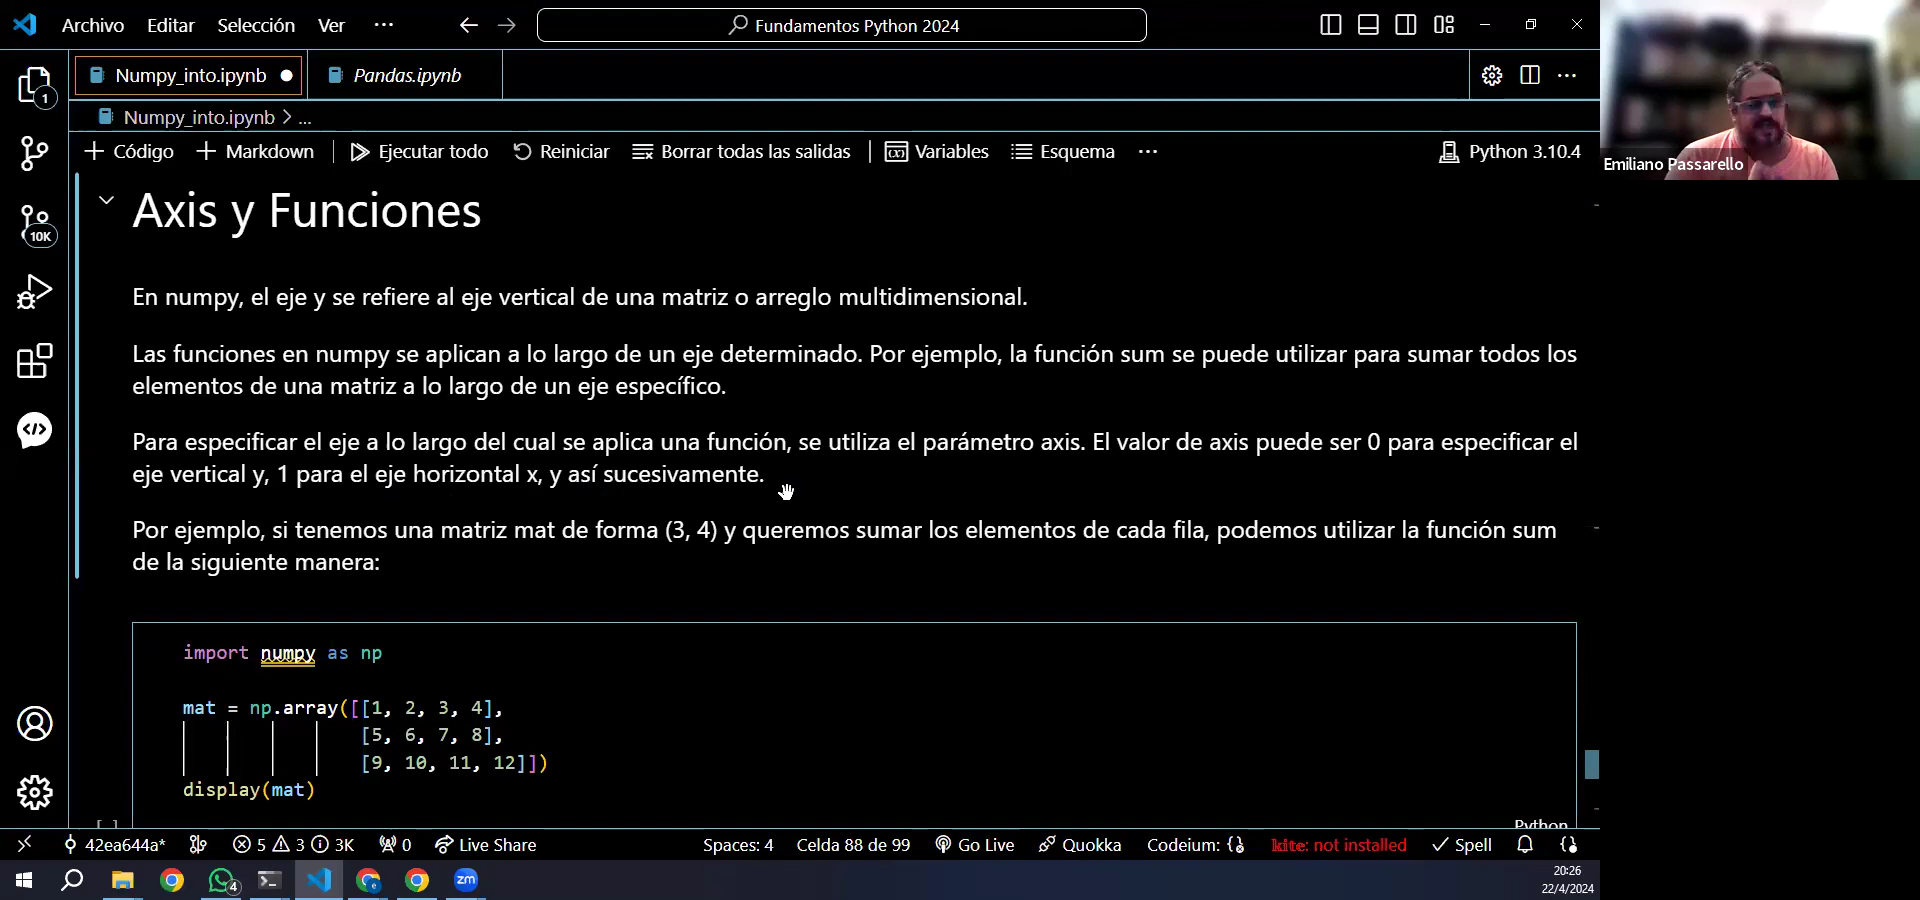 Archivo Editar Selección Ver ··· Fundamentos Python 2024
Numpy_into.ipynb Pandas.ipynb
1
Numpy_into.ipynb > ...
Código Markdown Ejecutar todo Reiniciar Borrar todas las salidas Variables Esquema ··· Python 3.10.4
Emiliano Passarello
10K
Axis y Funciones
En numpy, el eje y se refiere al eje vertical de una matriz o arreglo multidimensional.
Las funciones en numpy se aplican a lo largo de un eje determinado. Por ejemplo, la función sum se puede utilizar para sumar todos los
elementos de una matriz a lo largo de un eje específico.
Para especificar el eje a lo largo del cual se aplica una función, se utiliza el parámetro axis. El valor de axis puede ser 0 para especificar el
eje vertical y, 1 para el eje horizontal x, y así sucesivamente.
Por ejemplo, si tenemos una matriz mat de forma (3, 4) y queremos sumar los elementos de cada fila, podemos utilizar la función sum
de la siguiente manera:
import numpy as np
mat = np.array([[1, 2, 3, 4],
[5, 6, 7, 8],
[9, 10, 11, 12]])
display(mat)
[ ]
Python
42ea644a* 5 3 3K 0 Live Share Spaces: 4 Celda 88 de 99 Go Live Quokka Codeium: {} kite: not installed Spell
4 zm
20:26
22/4/2024